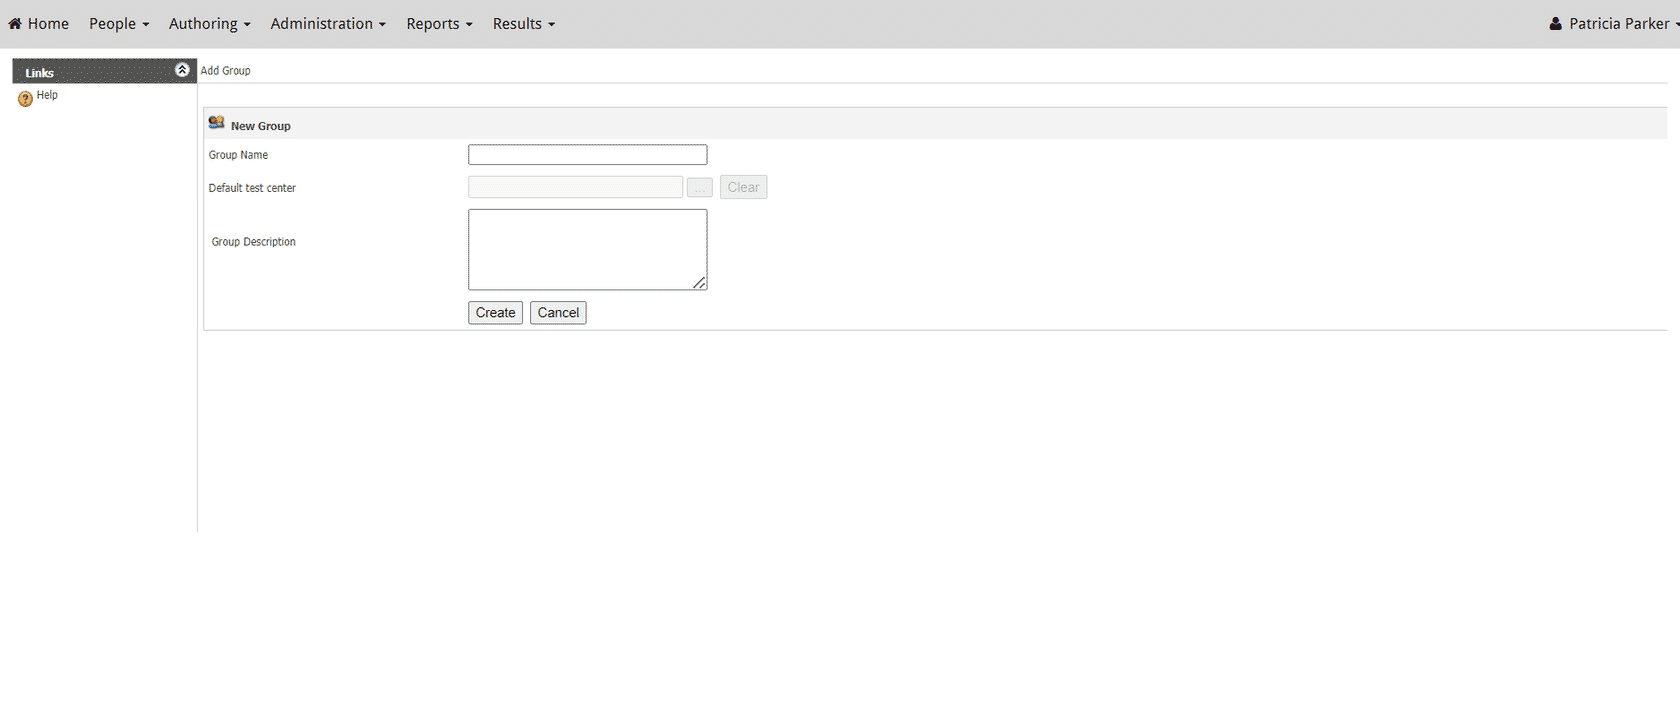 Home People Authoring Administration Reports Results Patricia Parker
Links
Help
Add Group
New Group
Group Name
Default test center ... Clear
Group Description
Create Cancel